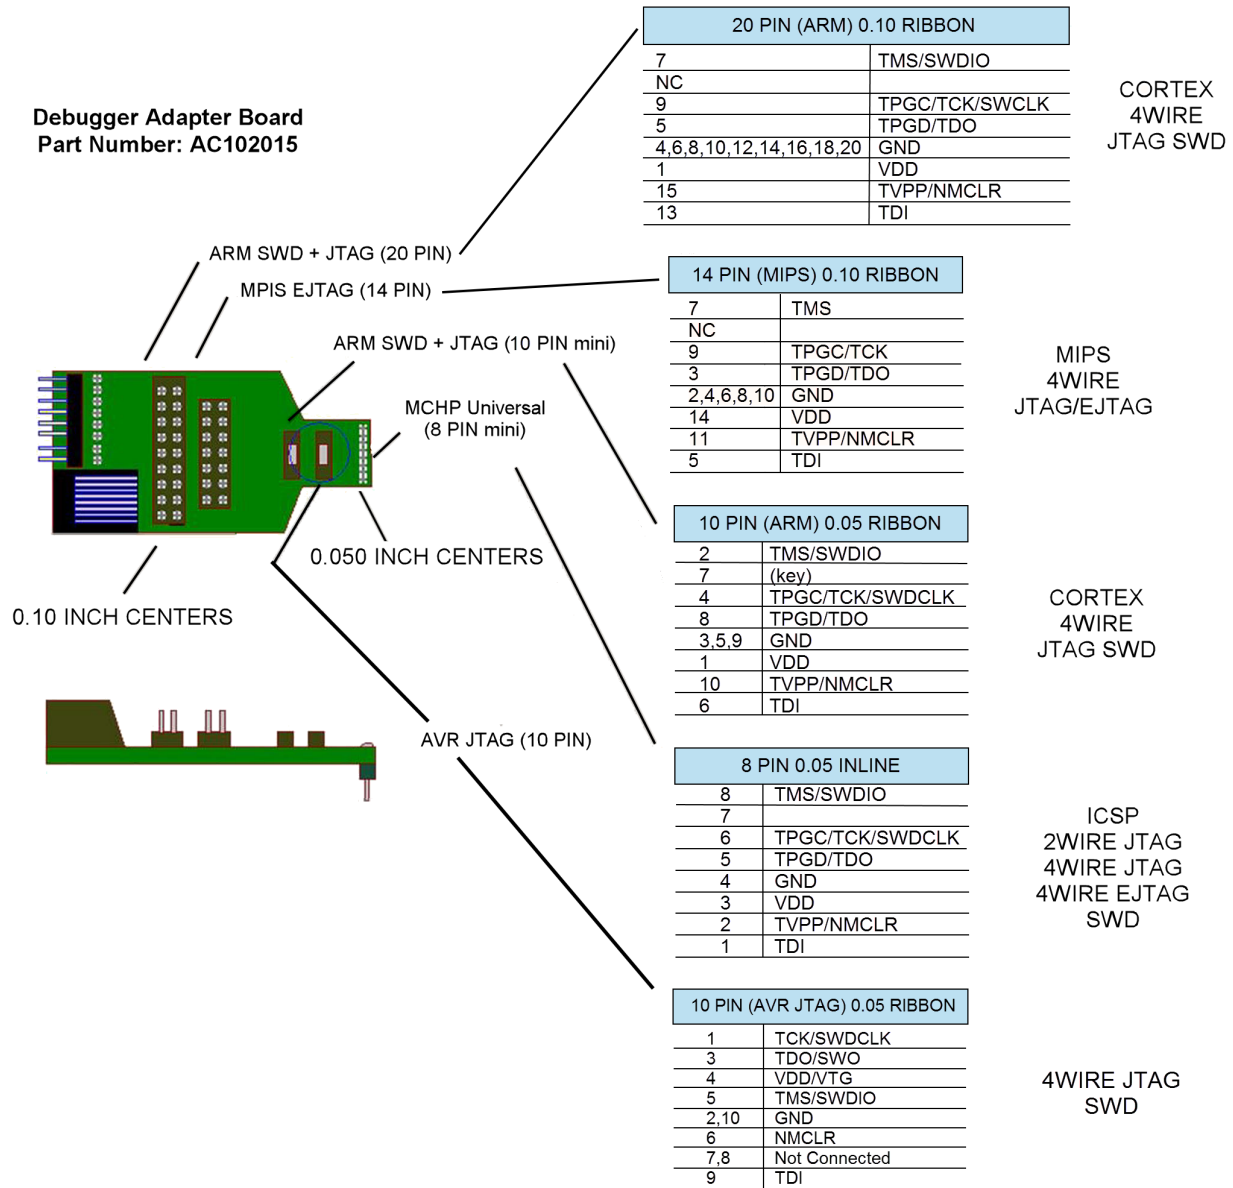 Debugger Adapter Board
Part Number: AC102015
20 PIN (ARM) 0.10 RIBBON
7 TMS/SWDIO
NC
9 TPGC/TCK/SWCLK
5 TPGD/TDO
4,6,8,10,12,14,16,18,20 GND
1 VDD
15 TVPP/NMCLR
13 TDI
CORTEX
4WIRE
JTAG SWD
ARM SWD + JTAG (20 PIN)
MPIS EJTAG (14 PIN)
ARM SWD + JTAG (10 PIN mini)
MCHP Universal
(8 PIN mini)
14 PIN (MIPS) 0.10 RIBBON
7 TMS
NC
9 TPGC/TCK
3 TPGD/TDO
2,4,6,8,10 GND
14 VDD
11 TVPP/NMCLR
5 TDI
MIPS
4WIRE
JTAG/EJTAG
0.050 INCH CENTERS
0.10 INCH CENTERS
10 PIN (ARM) 0.05 RIBBON
2 TMS/SWDIO
7 (key)
4 TPGC/TCK/SWDCLK
8 TPGD/TDO
3,5,9 GND
1 VDD
10 TVPP/NMCLR
6 TDI
CORTEX
4WIRE
JTAG SWD
AVR JTAG (10 PIN)
8 PIN 0.05 INLINE
8 TMS/SWDIO
7
6 TPGC/TCK/SWDCLK
5 TPGD/TDO
4 GND
3 VDD
2 TVPP/NMCLR
1 TDI
ICSP
2WIRE JTAG
4WIRE JTAG
4WIRE EJTAG
SWD
10 PIN (AVR JTAG) 0.05 RIBBON
1 TCK/SWDCLK
3 TDO/SWO
4 VDD/VTG
5 TMS/SWDIO
2,10 GND
6 NMCLR
7,8 Not Connected
9 TDI
4WIRE JTAG
SWD